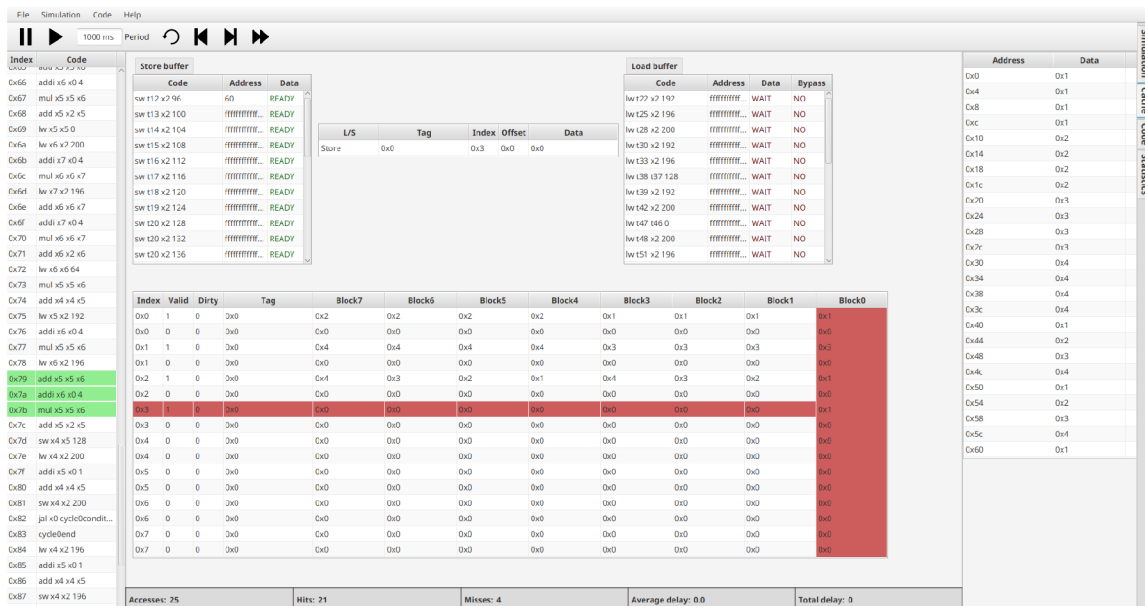 File Simulation Code Help
1000 ms Period
Index Code
0x66 addi x6 x0 4
0x67 mul x5 x5 x6
0x68 add x5 x2 x5
0x69 lw x5 x5 0
0x6a lw x6 x2 200
0x6b addi x7 x0 4
0x6c mul x6 x6 x7
0x6d lw x7 x2 196
0x6e add x6 x6 x7
0x6f addi x7 x0 4
0x70 mul x6 x6 x7
0x71 add x6 x2 x6
0x72 lw x6 x6 64
0x73 mul x5 x5 x6
0x74 add x4 x4 x5
0x75 lw x5 x2 192
0x76 addi x6 x0 4
0x77 mul x5 x5 x6
0x78 lw x6 x2 196
0x79 add x5 x5 x6
0x7a addi x6 x0 4
0x7b mul x5 x5 x6
0x7c add x5 x2 x5
0x7d sw x4 x5 128
0x7e lw x4 x2 200
0x7f addi x5 x0 1
0x80 add x4 x4 x5
0x81 sw x4 x2 200
0x82 jal x0 cycle0condit...
0x83 cycle0end
0x84 lw x4 x2 196
0x85 addi x5 x0 1
0x86 add x4 x4 x5
0x87 sw x4 x2 196
Store buffer
Code Address Data
sw t12 x2 96 60 READY
sw t13 x2 100 ffffffffffff... READY
sw t14 x2 104 ffffffffffff... READY
sw t15 x2 108 ffffffffffff... READY
sw t16 x2 112 ffffffffffff... READY
sw t17 x2 116 ffffffffffff... READY
sw t18 x2 120 ffffffffffff... READY
sw t19 x2 124 ffffffffffff... READY
sw t20 x2 128 ffffffffffff... READY
sw t20 x2 132 ffffffffffff... READY
sw t20 x2 136 ffffffffffff... READY
L/S Tag Index Offset Data
Store 0x0 0x3 0x0 0x0
Load buffer
Code Address Data Bypass
lw t22 x2 192 ffffffffffff... WAIT NO
lw t25 x2 196 ffffffffffff... WAIT NO
lw t28 x2 200 ffffffffffff... WAIT NO
lw t30 x2 192 ffffffffffff... WAIT NO
lw t33 x2 196 ffffffffffff... WAIT NO
lw t38 t37 128 ffffffffffff... WAIT NO
lw t39 x2 192 ffffffffffff... WAIT NO
lw t42 x2 200 ffffffffffff... WAIT NO
lw t47 t46 0 ffffffffffff... WAIT NO
lw t48 x2 200 ffffffffffff... WAIT NO
lw t51 x2 196 ffffffffffff... WAIT NO
Index Valid Dirty Tag Block7 Block6 Block5 Block4 Block3 Block2 Block1 Block0
0x0 1 0 0x0 0x2 0x2 0x2 0x2 0x1 0x1 0x1 0x1
0x0 0 0 0x0 0x0 0x0 0x0 0x0 0x0 0x0 0x0 0x0
0x1 1 0 0x0 0x4 0x4 0x4 0x4 0x3 0x3 0x3 0x3
0x1 0 0 0x0 0x0 0x0 0x0 0x0 0x0 0x0 0x0 0x0
0x2 1 0 0x0 0x4 0x3 0x2 0x1 0x4 0x3 0x2 0x1
0x2 0 0 0x0 0x0 0x0 0x0 0x0 0x0 0x0 0x0 0x0
0x3 1 0 0x0 0x0 0x0 0x0 0x0 0x0 0x0 0x0 0x1
0x3 0 0 0x0 0x0 0x0 0x0 0x0 0x0 0x0 0x0 0x0
0x4 0 0 0x0 0x0 0x0 0x0 0x0 0x0 0x0 0x0 0x0
0x4 0 0 0x0 0x0 0x0 0x0 0x0 0x0 0x0 0x0 0x0
0x5 0 0 0x0 0x0 0x0 0x0 0x0 0x0 0x0 0x0 0x0
0x5 0 0 0x0 0x0 0x0 0x0 0x0 0x0 0x0 0x0 0x0
0x6 0 0 0x0 0x0 0x0 0x0 0x0 0x0 0x0 0x0 0x0
0x6 0 0 0x0 0x0 0x0 0x0 0x0 0x0 0x0 0x0 0x0
0x7 0 0 0x0 0x0 0x0 0x0 0x0 0x0 0x0 0x0 0x0
0x7 0 0 0x0 0x0 0x0 0x0 0x0 0x0 0x0 0x0 0x0
Accesses: 25 Hits: 21 Misses: 4 Average delay: 0.0 Total delay: 0
Address Data
0x0 0x1
0x4 0x1
0x8 0x1
0xc 0x1
0x10 0x2
0x14 0x2
0x18 0x2
0x1c 0x2
0x20 0x3
0x24 0x3
0x28 0x3
0x2c 0x3
0x30 0x4
0x34 0x4
0x38 0x4
0x3c 0x4
0x40 0x1
0x44 0x2
0x48 0x3
0x4c 0x4
0x50 0x1
0x54 0x2
0x58 0x3
0x5c 0x4
0x60 0x1
Simulation
Cache
Code
Statistics